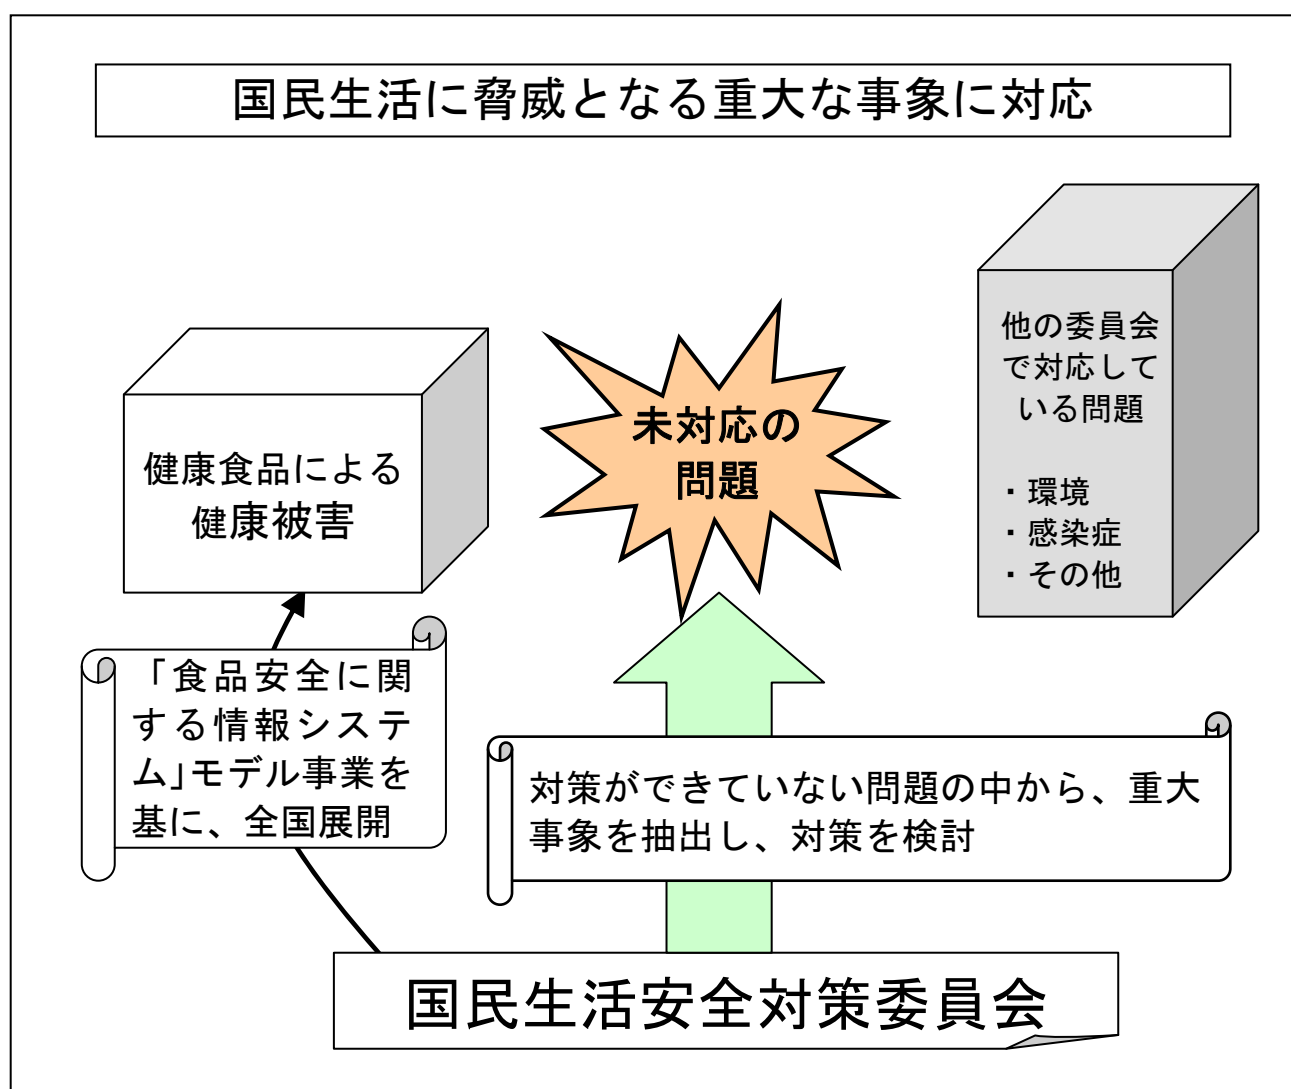 国民生活に脅威となる重大な事象に対応
健康食品による
健康被害
未対応の
問題
他の委員会
で対応して
いる問題
・環境
・感染症
・その他
「食品安全に関
する情報システ
ム」モデル事業を
基に、全国展開
対策ができていない問題の中から、重大
事象を抽出し、対策を検討
国民生活安全対策委員会